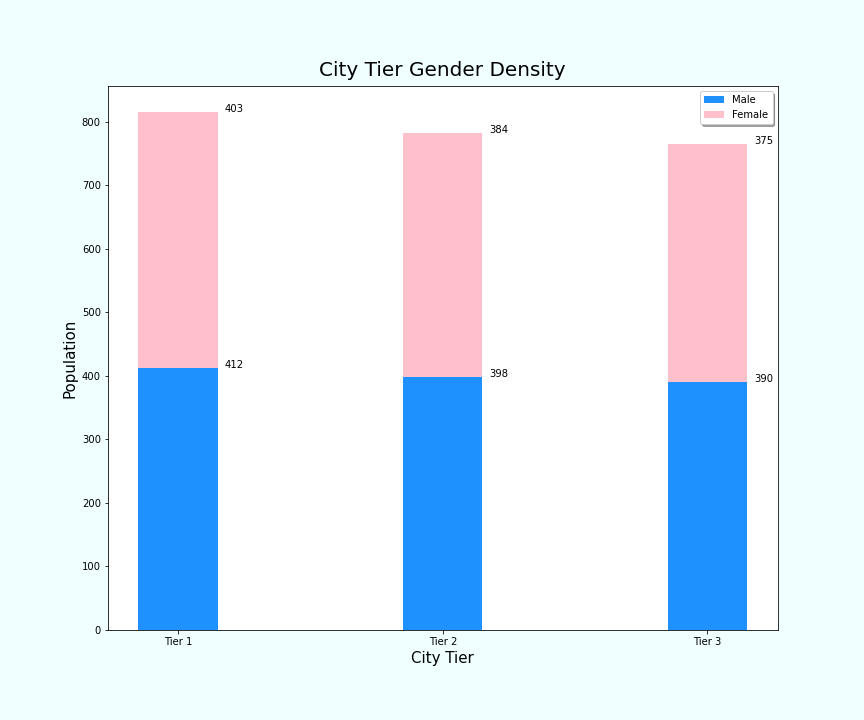 City Tier Gender Density
Male
Female
403
384
375
412
398
390
800
700
600
500
400
300
200
100
0
Population
Tier 1
Tier 2
Tier 3
City Tier